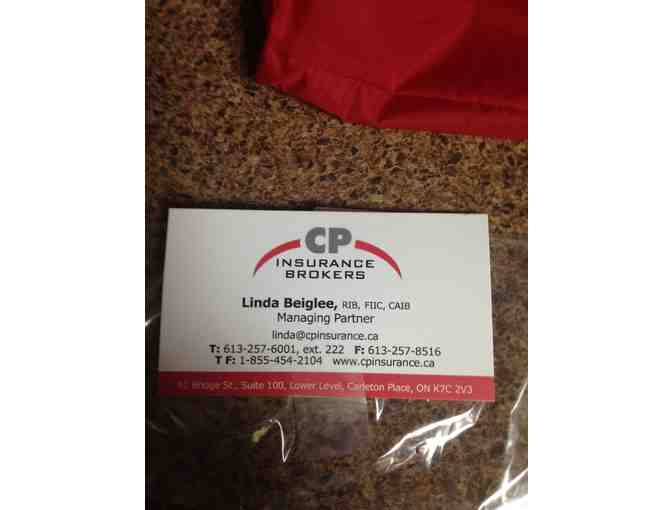 CP
INSURANCE
BROKERS
Linda Beiglee, RIB, FIIC, CAIB
Managing Partner
linda@cpinsurance.ca
T: 613-257-6001, ext. 222 F: 613-257-8516
T F: 1-855-454-2104 www.cpinsurance.ca
Bridge St., Suite 100, Lower Level, Carleton Place, ON K7C 2V3